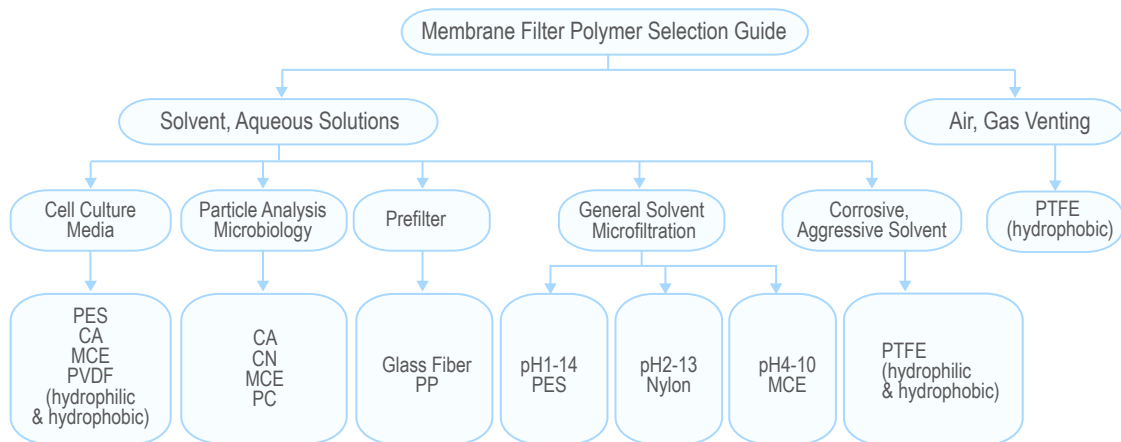 Membrane Filter Polymer Selection Guide
Solvent, Aqueous Solutions
Air, Gas Venting
Cell Culture
Media
Particle Analysis
Microbiology
Prefilter
General Solvent
Microfiltration
Corrosive,
Aggressive Solvent
PTFE
(hydrophobic)
PES
CA
MCE
PVDF
(hydrophilic
& hydrophobic)
CA
CN
MCE
PC
Glass Fiber
PP
pH1-14
PES
pH2-13
Nylon
pH4-10
MCE
PTFE
(hydrophilic
& hydrophobic)